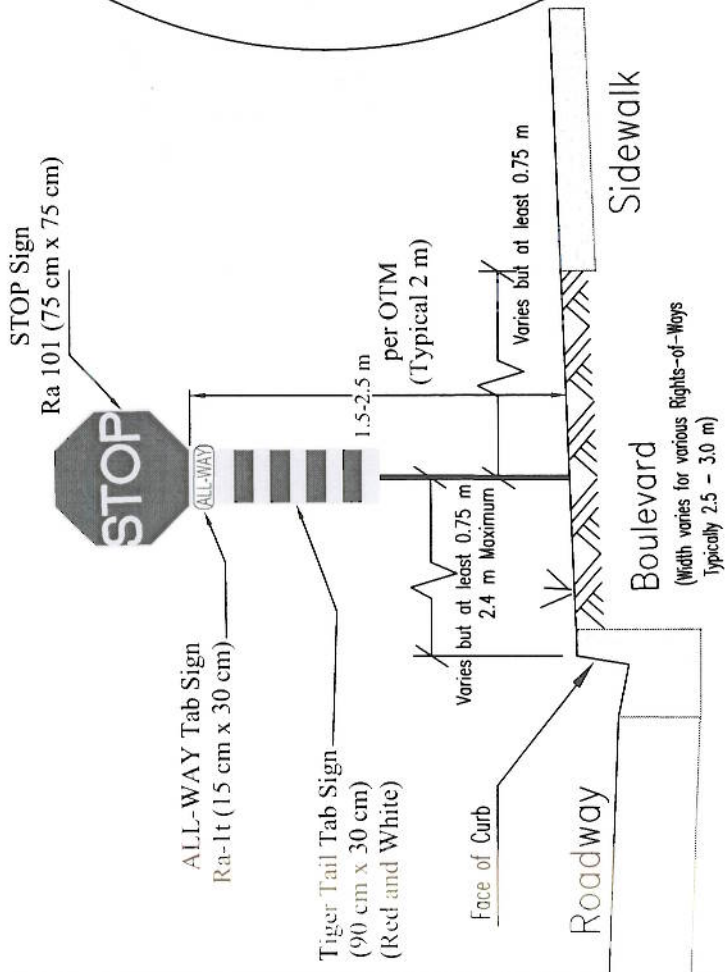 STOP Sign
Ra 101 (75 cm x 75 cm)
STOP
ALL-WAY
ALL-WAY Tab Sign
Ra-1t (15 cm x 30 cm)
Tiger Tail Tab Sign
(90 cm x 30 cm)
(Red and White)
1.5-2.5 m
per OTM
(Typical 2 m)
Varies but at least 0.75 m
2.4 m Maximum
Varies but at least 0.75 m
Face of Curb
Roadway
Boulevard
(Width varies for various Rights-of-Ways
Typically 2.5 - 3.0 m)
Sidewalk